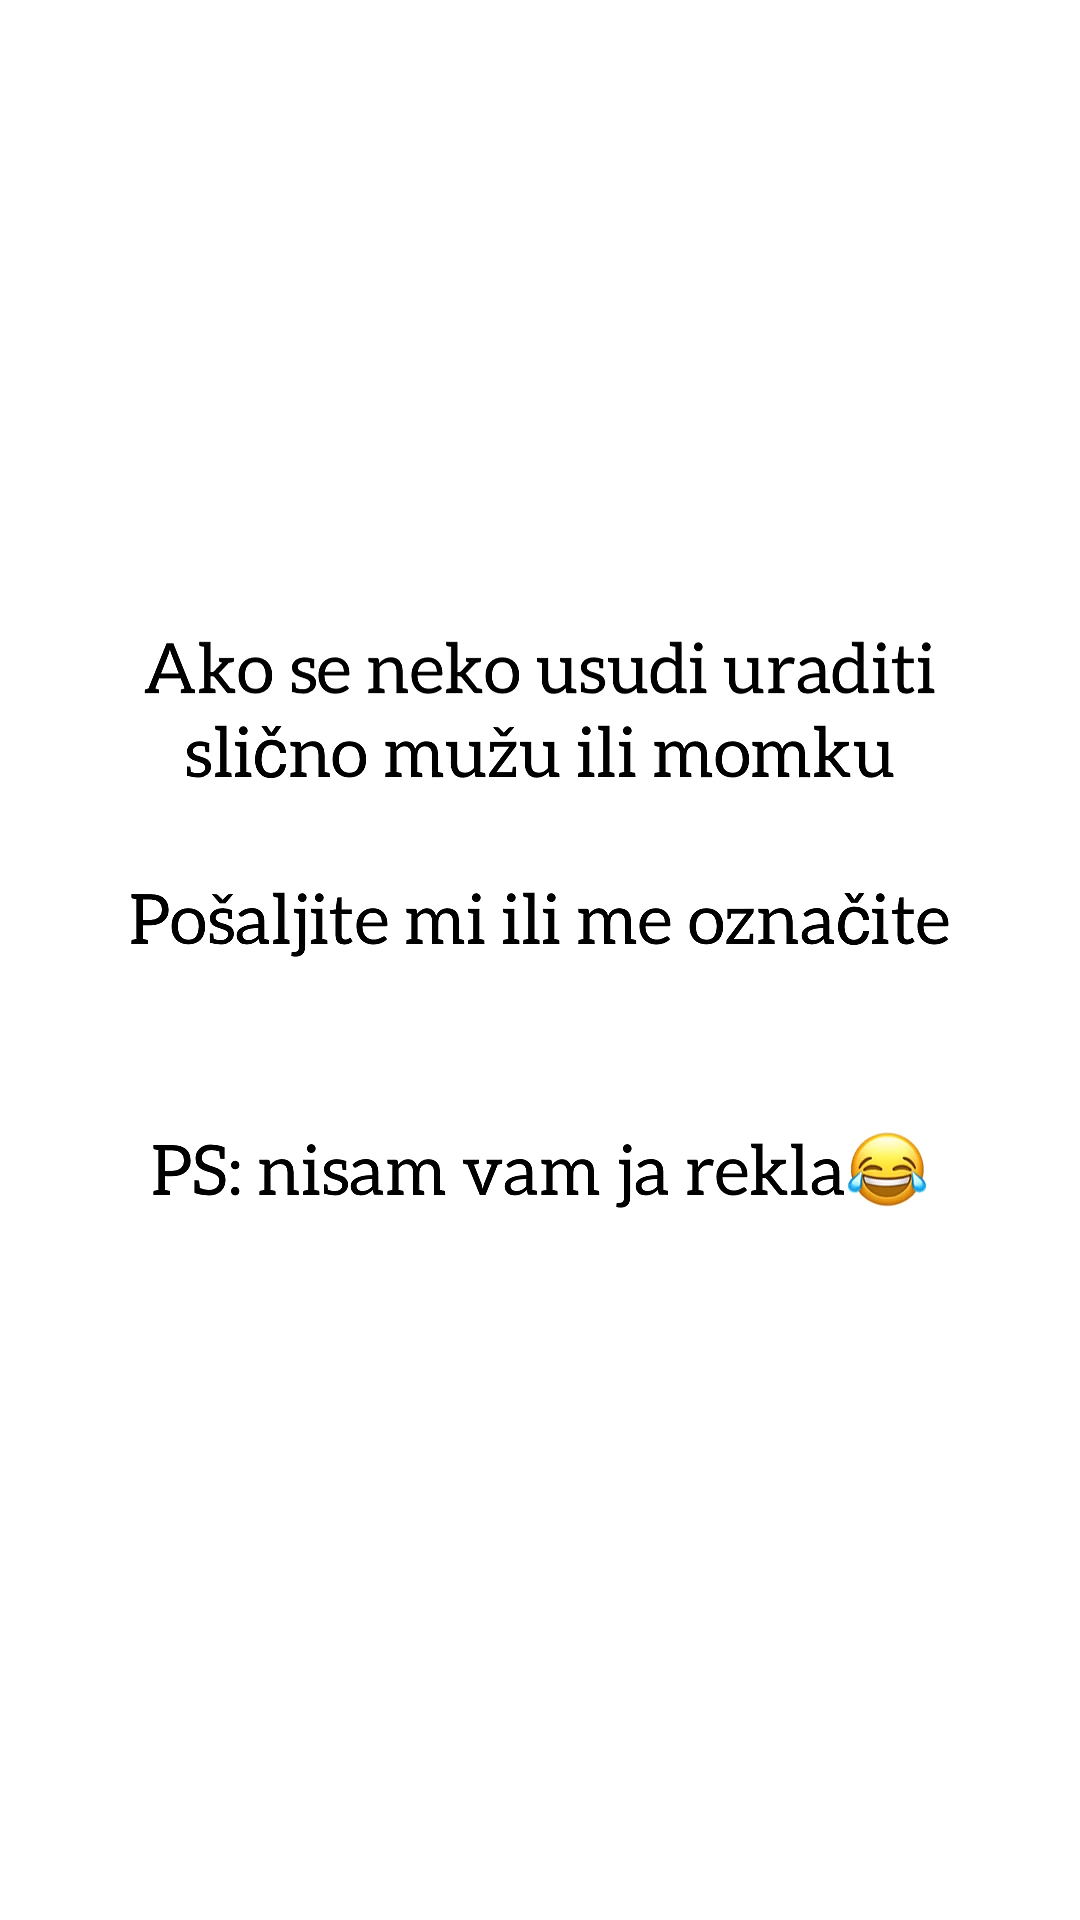 Ako se neko usudi uraditi
slično mužu ili momku
Pošaljite mi ili me označite
PS: nisam vam ja rekla😂